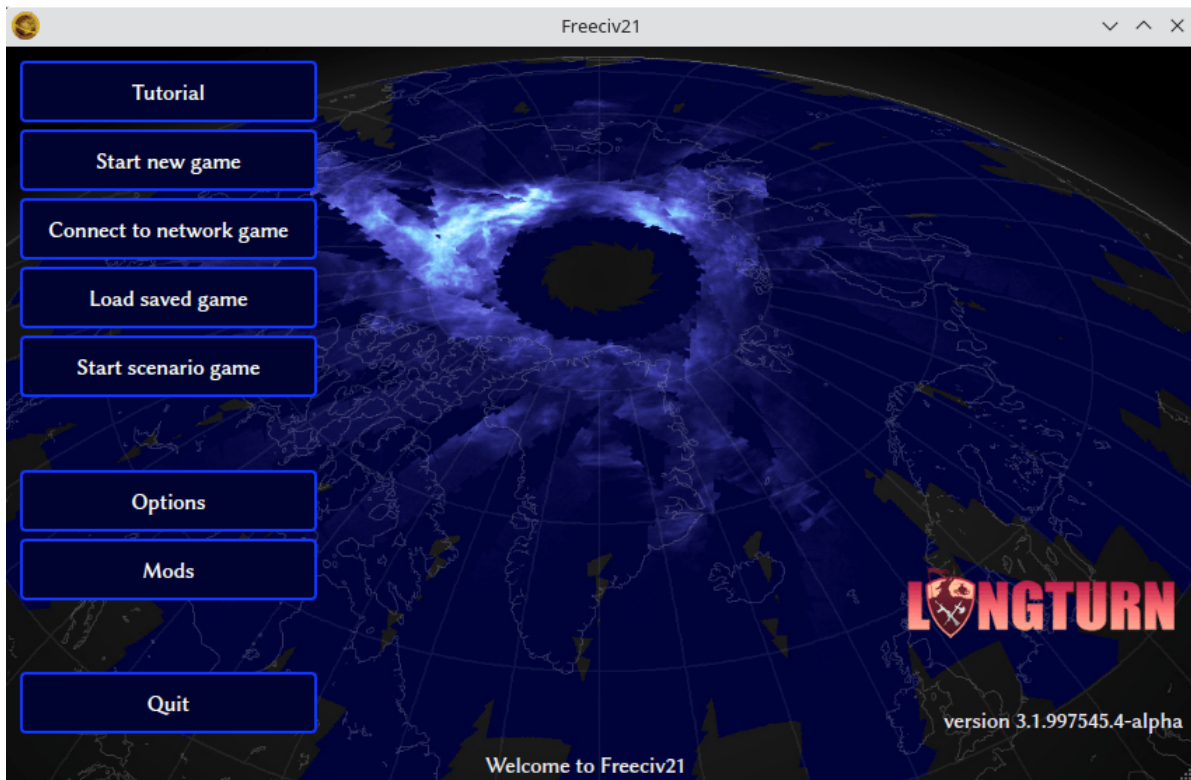 Freeciv21
Tutorial
Start new game
Connect to network game
Load saved game
Start scenario game
Options
Mods
LONGTURN
Quit
version 3.1.997545.4-alpha
Welcome to Freeciv21